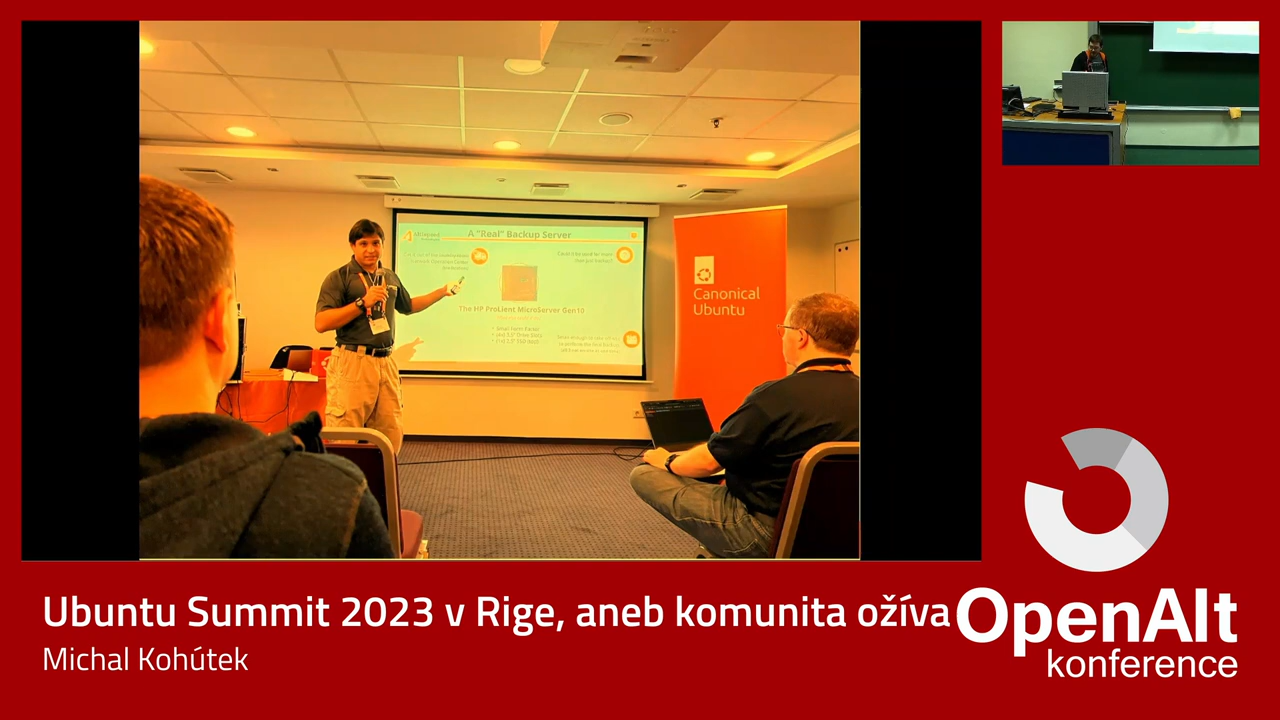 A "Real" Backup Server
The HP ProLient MicroServer Gen10
Canonical
Ubuntu
Ubuntu Summit 2023 v Rige, aneb komunita ožíva
Michal Kohútek
OpenAlt
konference